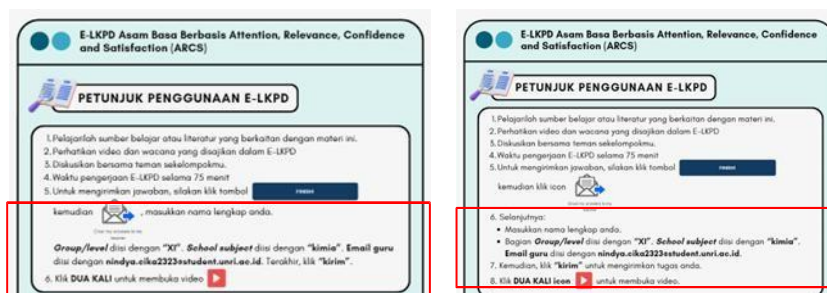 E-LKPD Asam Basa Berbasis Attention, Relevance, Confidence
and Satisfaction (ARCS)
PETUNJUK PENGGUNAAN E-LKPD
1. Pelajarilah sumber belajar atau literatur yang berkaitan dengan materi ini.
2. Perhatikan video dan wacana yang disajikan dalam E-LKPD
3. Diskusikan bersama teman sekelompokmu.
4. Waktu pengerjaan E-LKPD selama 75 menit
5. Untuk mengirimkan jawaban, silakan klik tombol FINISH
kemudian , masukkan nama lengkap anda.
Group/level diisi dengan "XI". School subject diisi dengan "kimia". Email guru
diisi dengan nindya.cika2323@student.unri.ac.id. Terakhir, klik "kirim".
6. Klik DUA KALI untuk membuka video
E-LKPD Asam Basa Berbasis Attention, Relevance, Confidence
and Satisfaction (ARCS)
PETUNJUK PENGGUNAAN E-LKPD
1. Pelajarilah sumber belajar atau literatur yang berkaitan dengan materi ini.
2. Perhatikan video dan wacana yang disajikan dalam E-LKPD
3. Diskusikan bersama teman sekelompokmu.
4. Waktu pengerjaan E-LKPD selama 75 menit
5. Untuk mengirimkan jawaban, silakan klik tombol FINISH
kemudian klik icon
6. Selanjutnya:
• Masukkan nama lengkap anda.
• Bagian Group/level diisi dengan "XI". School subject diisi dengan "kimia".
Email guru diisi dengan nindya.cika2323@student.unri.ac.id.
7. Kemudian, klik "kirim" untuk mengirimkan tugas anda.
8. Klik DUA KALI icon untuk membuka video.